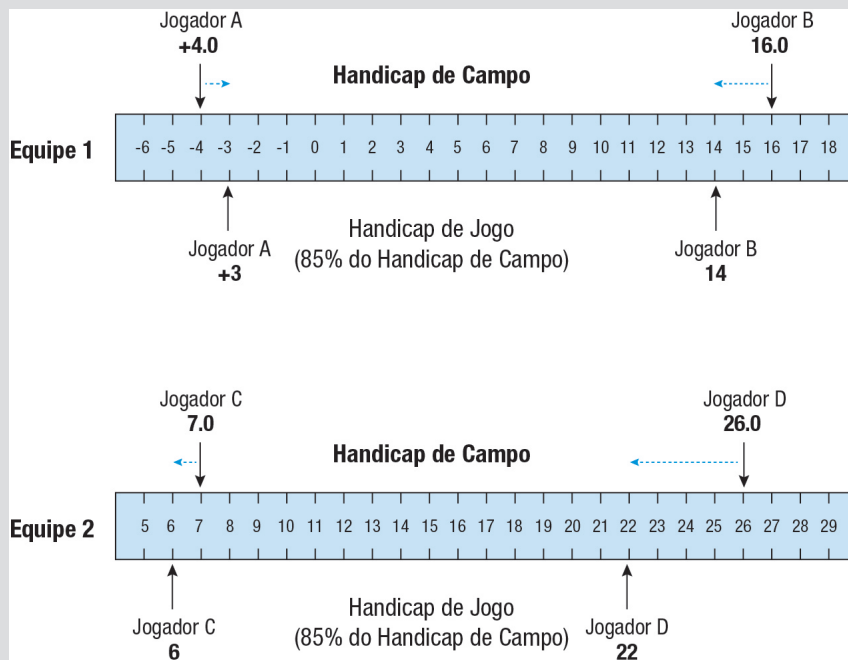 Jogador A
+4.0
Jogador B
16.0
Handicap de Campo
Equipe 1
-6 -5 -4 -3 -2 -1 0 1 2 3 4 5 6 7 8 9 10 11 12 13 14 15 16 17 18
Jogador A
+3
Handicap de Jogo
(85% do Handicap de Campo)
Jogador B
14
Jogador C
7.0
Jogador D
26.0
Handicap de Campo
Equipe 2
5 6 7 8 9 10 11 12 13 14 15 16 17 18 19 20 21 22 23 24 25 26 27 28 29
Jogador C
6
Handicap de Jogo
(85% do Handicap de Campo)
Jogador D
22